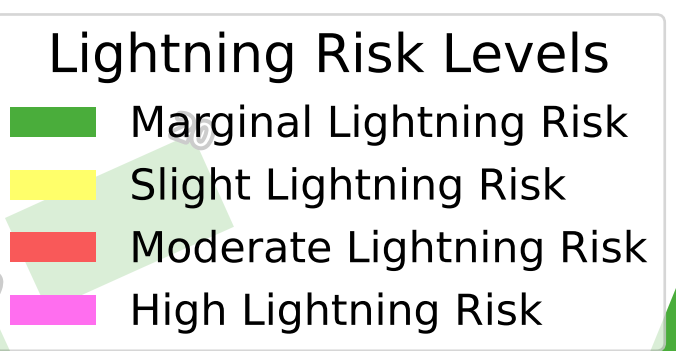 Lightning Risk Levels
Marginal Lightning Risk
Slight Lightning Risk
Moderate Lightning Risk
High Lightning Risk